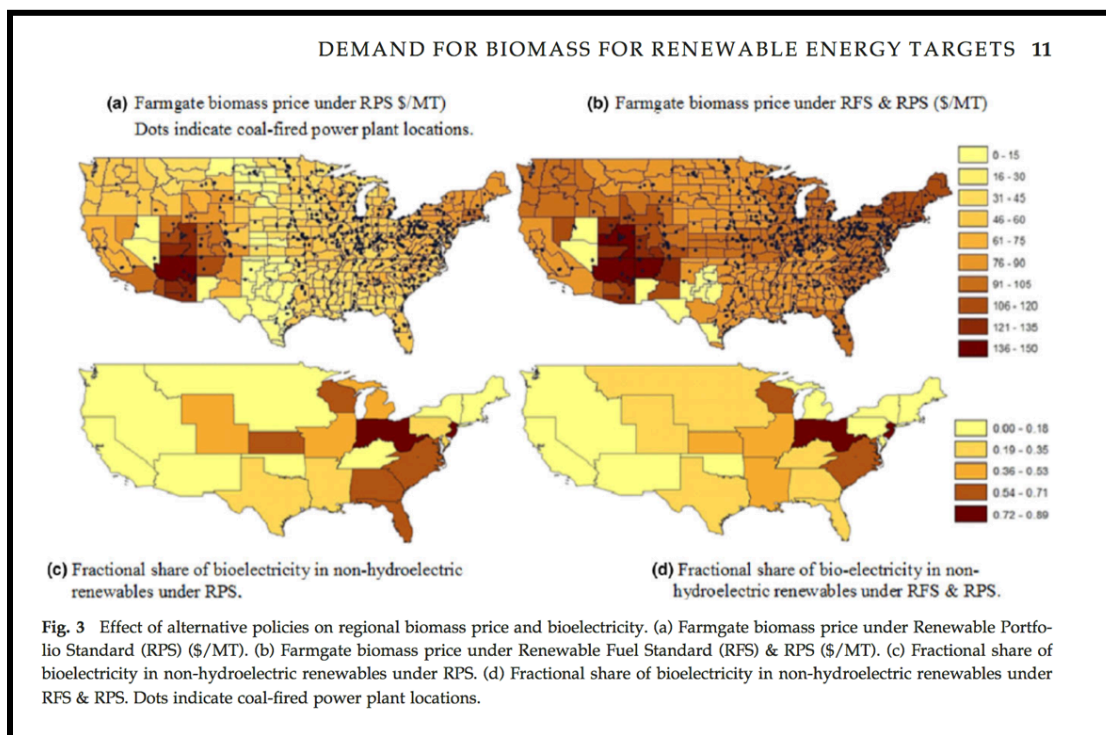 DEMAND FOR BIOMASS FOR RENEWABLE ENERGY TARGETS 11
(a) Farmgate biomass price under RPS $/MT)
Dots indicate coal-fired power plant locations.
(b) Farmgate biomass price under RFS & RPS ($/MT)
0 - 15
16 - 30
31 - 45
46 - 60
61 - 75
76 - 90
91 - 105
106 - 120
121 - 135
136 - 150
0.00 - 0.18
0.19 - 0.35
0.36 - 0.53
0.54 - 0.71
0.72 - 0.89
(c) Fractional share of bioelectricity in non-hydroelectric
renewables under RPS.
(d) Fractional share of bio-electricity in non-
hydroelectric renewables under RFS & RPS.
Fig. 3 Effect of alternative policies on regional biomass price and bioelectricity. (a) Farmgate biomass price under Renewable Portfo-
lio Standard (RPS) ($/MT). (b) Farmgate biomass price under Renewable Fuel Standard (RFS) & RPS ($/MT). (c) Fractional share of
bioelectricity in non-hydroelectric renewables under RPS. (d) Fractional share of bioelectricity in non-hydroelectric renewables under
RFS & RPS. Dots indicate coal-fired power plant locations.